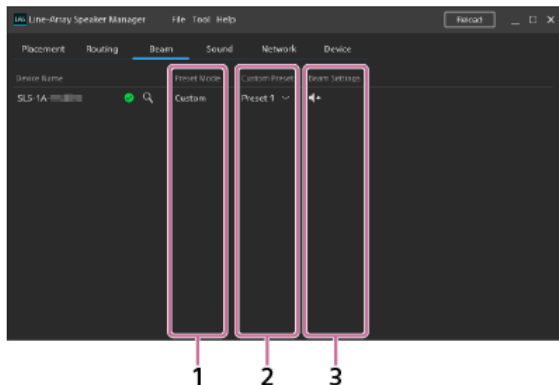 LAS Line-Array Speaker Manager File Tool Help Reload
Placement Routing Beam Sound Network Device
Device Name Preset Mode Custom Preset Beam Settings
SLS-1A- Custom Preset 1
1 2 3